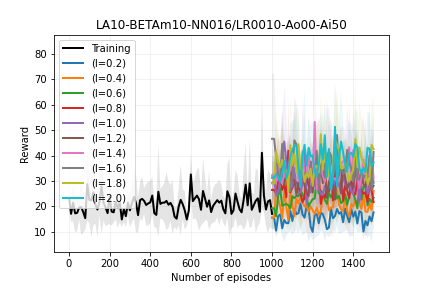 LA10-BETAm10-NN016/LR0010-Ao00-Ai50
Training
(l=0.2)
(l=0.4)
(l=0.6)
(l=0.8)
(l=1.0)
(l=1.2)
(l=1.4)
(l=1.6)
(l=1.8)
(l=2.0)
Reward
80
70
60
50
40
30
20
10
0 200 400 600 800 1000 1200 1400
Number of episodes